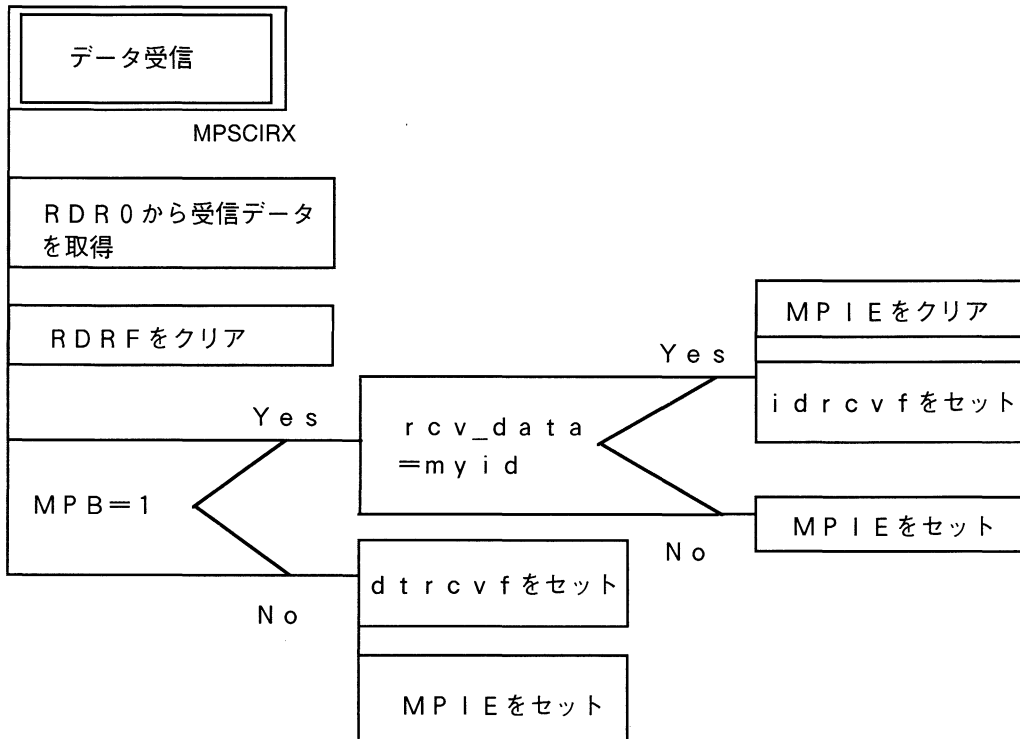 データ受信
MPSCIRX
RDR0から受信データ
を取得
RDRFをクリア
MPB=1
Yes
No
rcv_data
=myid
Yes
No
MPIEをクリア
idrcvfをセット
MPIEをセット
dtrcvfをセット
MPIEをセット